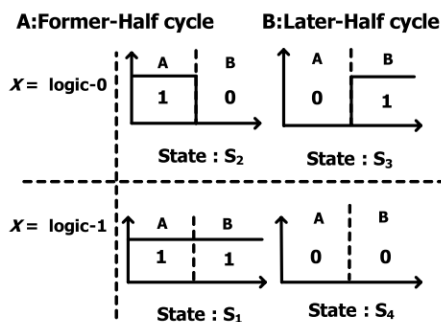 A:Former-Half cycle B:Later-Half cycle
X = logic-0
A B
1 0
State : S2
A B
0 1
State : S3
X = logic-1
A B
1 1
State : S1
A B
0 0
State : S4